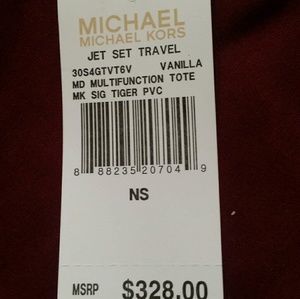 MICHAEL
MICHAEL KORS
JET SET TRAVEL
30S4GTVT6V VANILLA
MD MULTIFUNCTION TOTE
MK SIG TIGER PVC
8 88235 20704 9
NS
MSRP $328.00